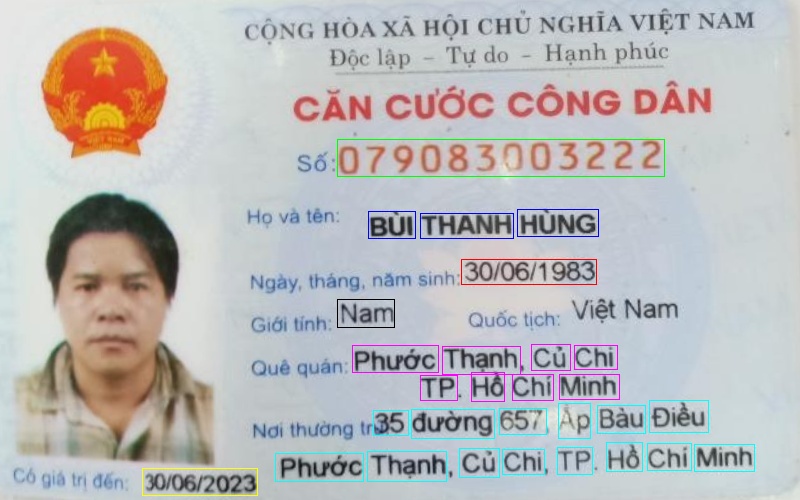 CỘNG HÒA XÃ HỘI CHỦ NGHĨA VIỆT NAM
Độc lập – Tự do – Hạnh phúc
CĂN CƯỚC CÔNG DÂN
Số: 079083003222
Họ và tên: BÙI THANH HÙNG
Ngày, tháng, năm sinh: 30/06/1983
Giới tính: Nam Quốc tịch: Việt Nam
Quê quán: Phước Thạnh, Củ Chi
TP. Hồ Chí Minh
Nơi thường trú: 35 đường 657, Ấp Bàu Điều
Phước Thạnh, Củ Chi, TP. Hồ Chí Minh
Có giá trị đến: 30/06/2023